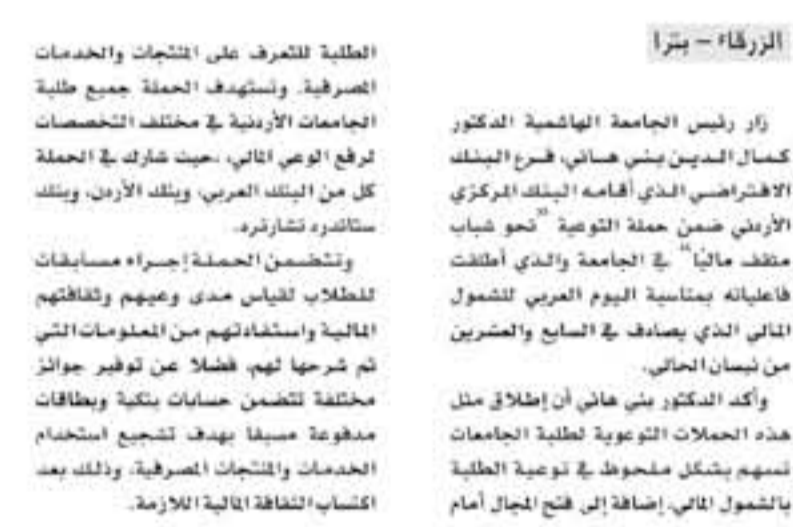 الزرقاء – بترا
زار رئيس الجامعة الهاشمية الدكتور
كمال الدين بني هاني، فرع البنك
الافتراضي الذي أقامه البنك المركزي
الأردني ضمن حملة التوعية "نحو شباب
مثقف ماليًا" في الجامعة والذي أطلقت
فاعلياته بمناسبة اليوم العربي للشمول
المالي الذي يصادف في السابع والعشرين
من نيسان الحالي.
وأكد الدكتور بني هاني أن إطلاق مثل
هذه الحملات التوعوية لطلبة الجامعات
تسهم بشكل ملحوظ في توعية الطلبة
بالشمول المالي، إضافة إلى فتح المجال أمام
الطلبة للتعرف على المنتجات والخدمات
المصرفية. وتستهدف الحملة جميع طلبة
الجامعات الأردنية في مختلف التخصصات
لرفع الوعي المالي، .حيث شارك في الحملة
كل من البنك العربي، وبنك الأردن، وبنك
ستاندرد تشارترد.
وتتضمن الحملة إجراء مسابقات
للطلاب لقياس مدى وعيهم وثقافتهم
المالية واستفادتهم من المعلومات التي
تم شرحها لهم، فضلا عن توفير جوائز
مختلفة تتضمن حسابات بنكية وبطاقات
مدفوعة مسبقا بهدف تشجيع استخدام
الخدمات والمنتجات المصرفية، وذلك بعد
اكتساب الثقافة المالية اللازمة.